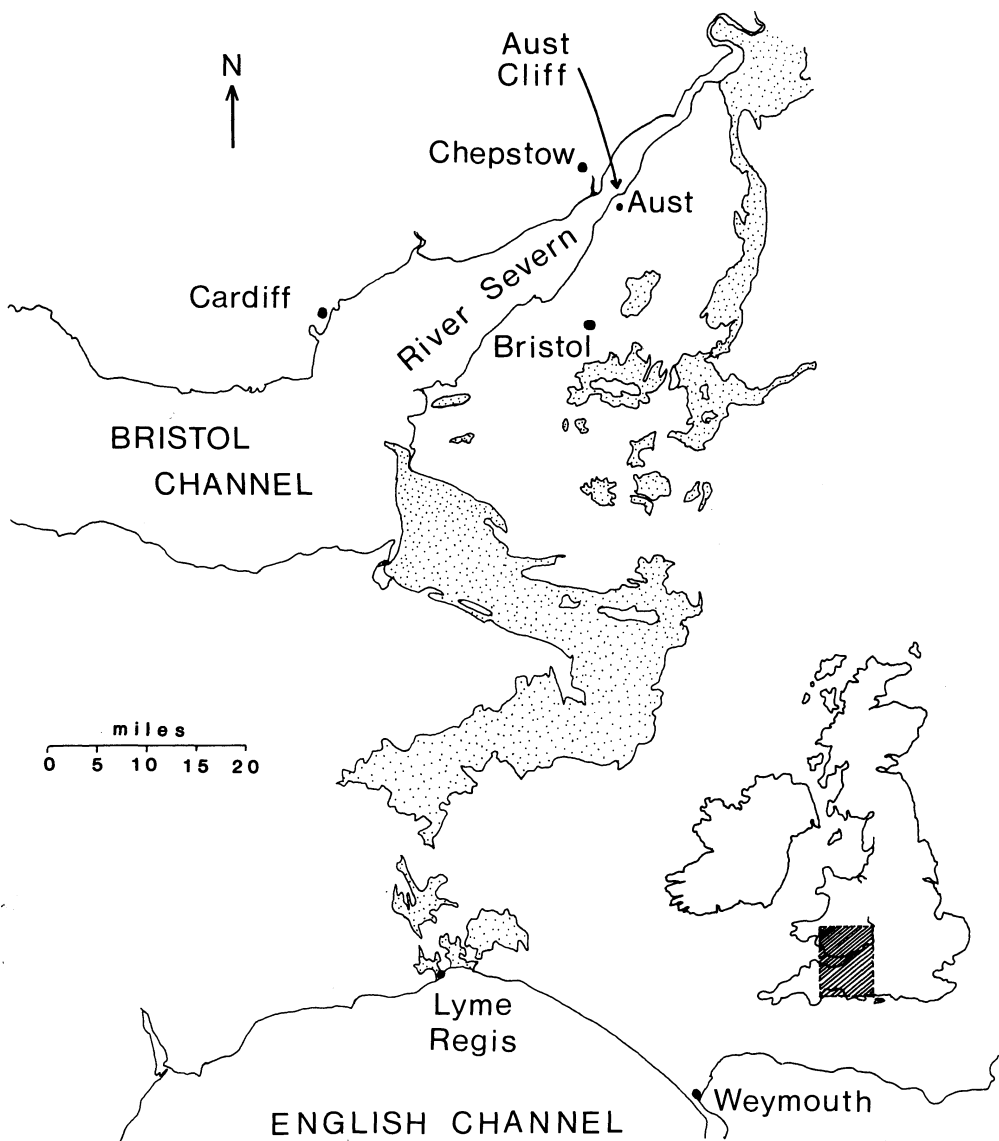 Aust
Cliff
N
Chepstow
Aust
River Severn
Cardiff
Bristol
BRISTOL
CHANNEL
miles
0 5 10 15 20
Lyme
Regis
Weymouth
ENGLISH CHANNEL